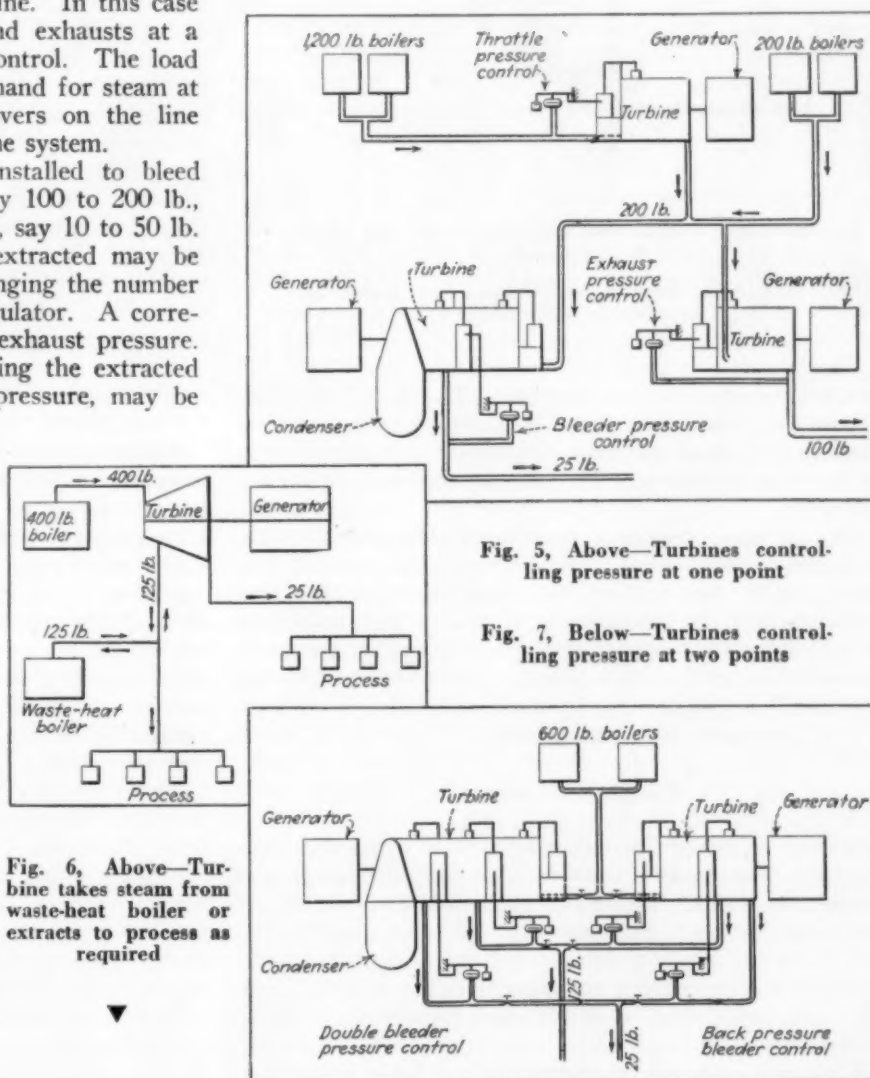 ine. In this case
nd exhausts at a
ontrol. The load
nand for steam at
vers on the line
ne system.
nstalled to bleed
y 100 to 200 lb.,
, say 10 to 50 lb.
extracted may be
nging the number
ulator. A corre-
exhaust pressure.
ing the extracted
pressure, may be
1,200 lb. boilers
Throttle
pressure
control
Generator
200 lb. boilers
Turbine
200 lb.
Generator
Turbine
Exhaust
pressure
control
Generator
Turbine
Condenser
Bleeder pressure
control
25 lb.
100 lb
400 lb.
400 lb.
boiler
Turbine
Generator
125 lb.
25 lb.
125 lb.
Process
Waste-heat
boiler
Process
Fig. 5, Above—Turbines control-
ling pressure at one point
Fig. 7, Below—Turbines control-
ling pressure at two points
Fig. 6, Above—Tur-
bine takes steam from
waste-heat boiler or
extracts to process as
required
600 lb. boilers
Generator
Turbine
Turbine
Generator
Condenser
125 lb.
25 lb.
Double bleeder
pressure control
Back pressure
bleeder control